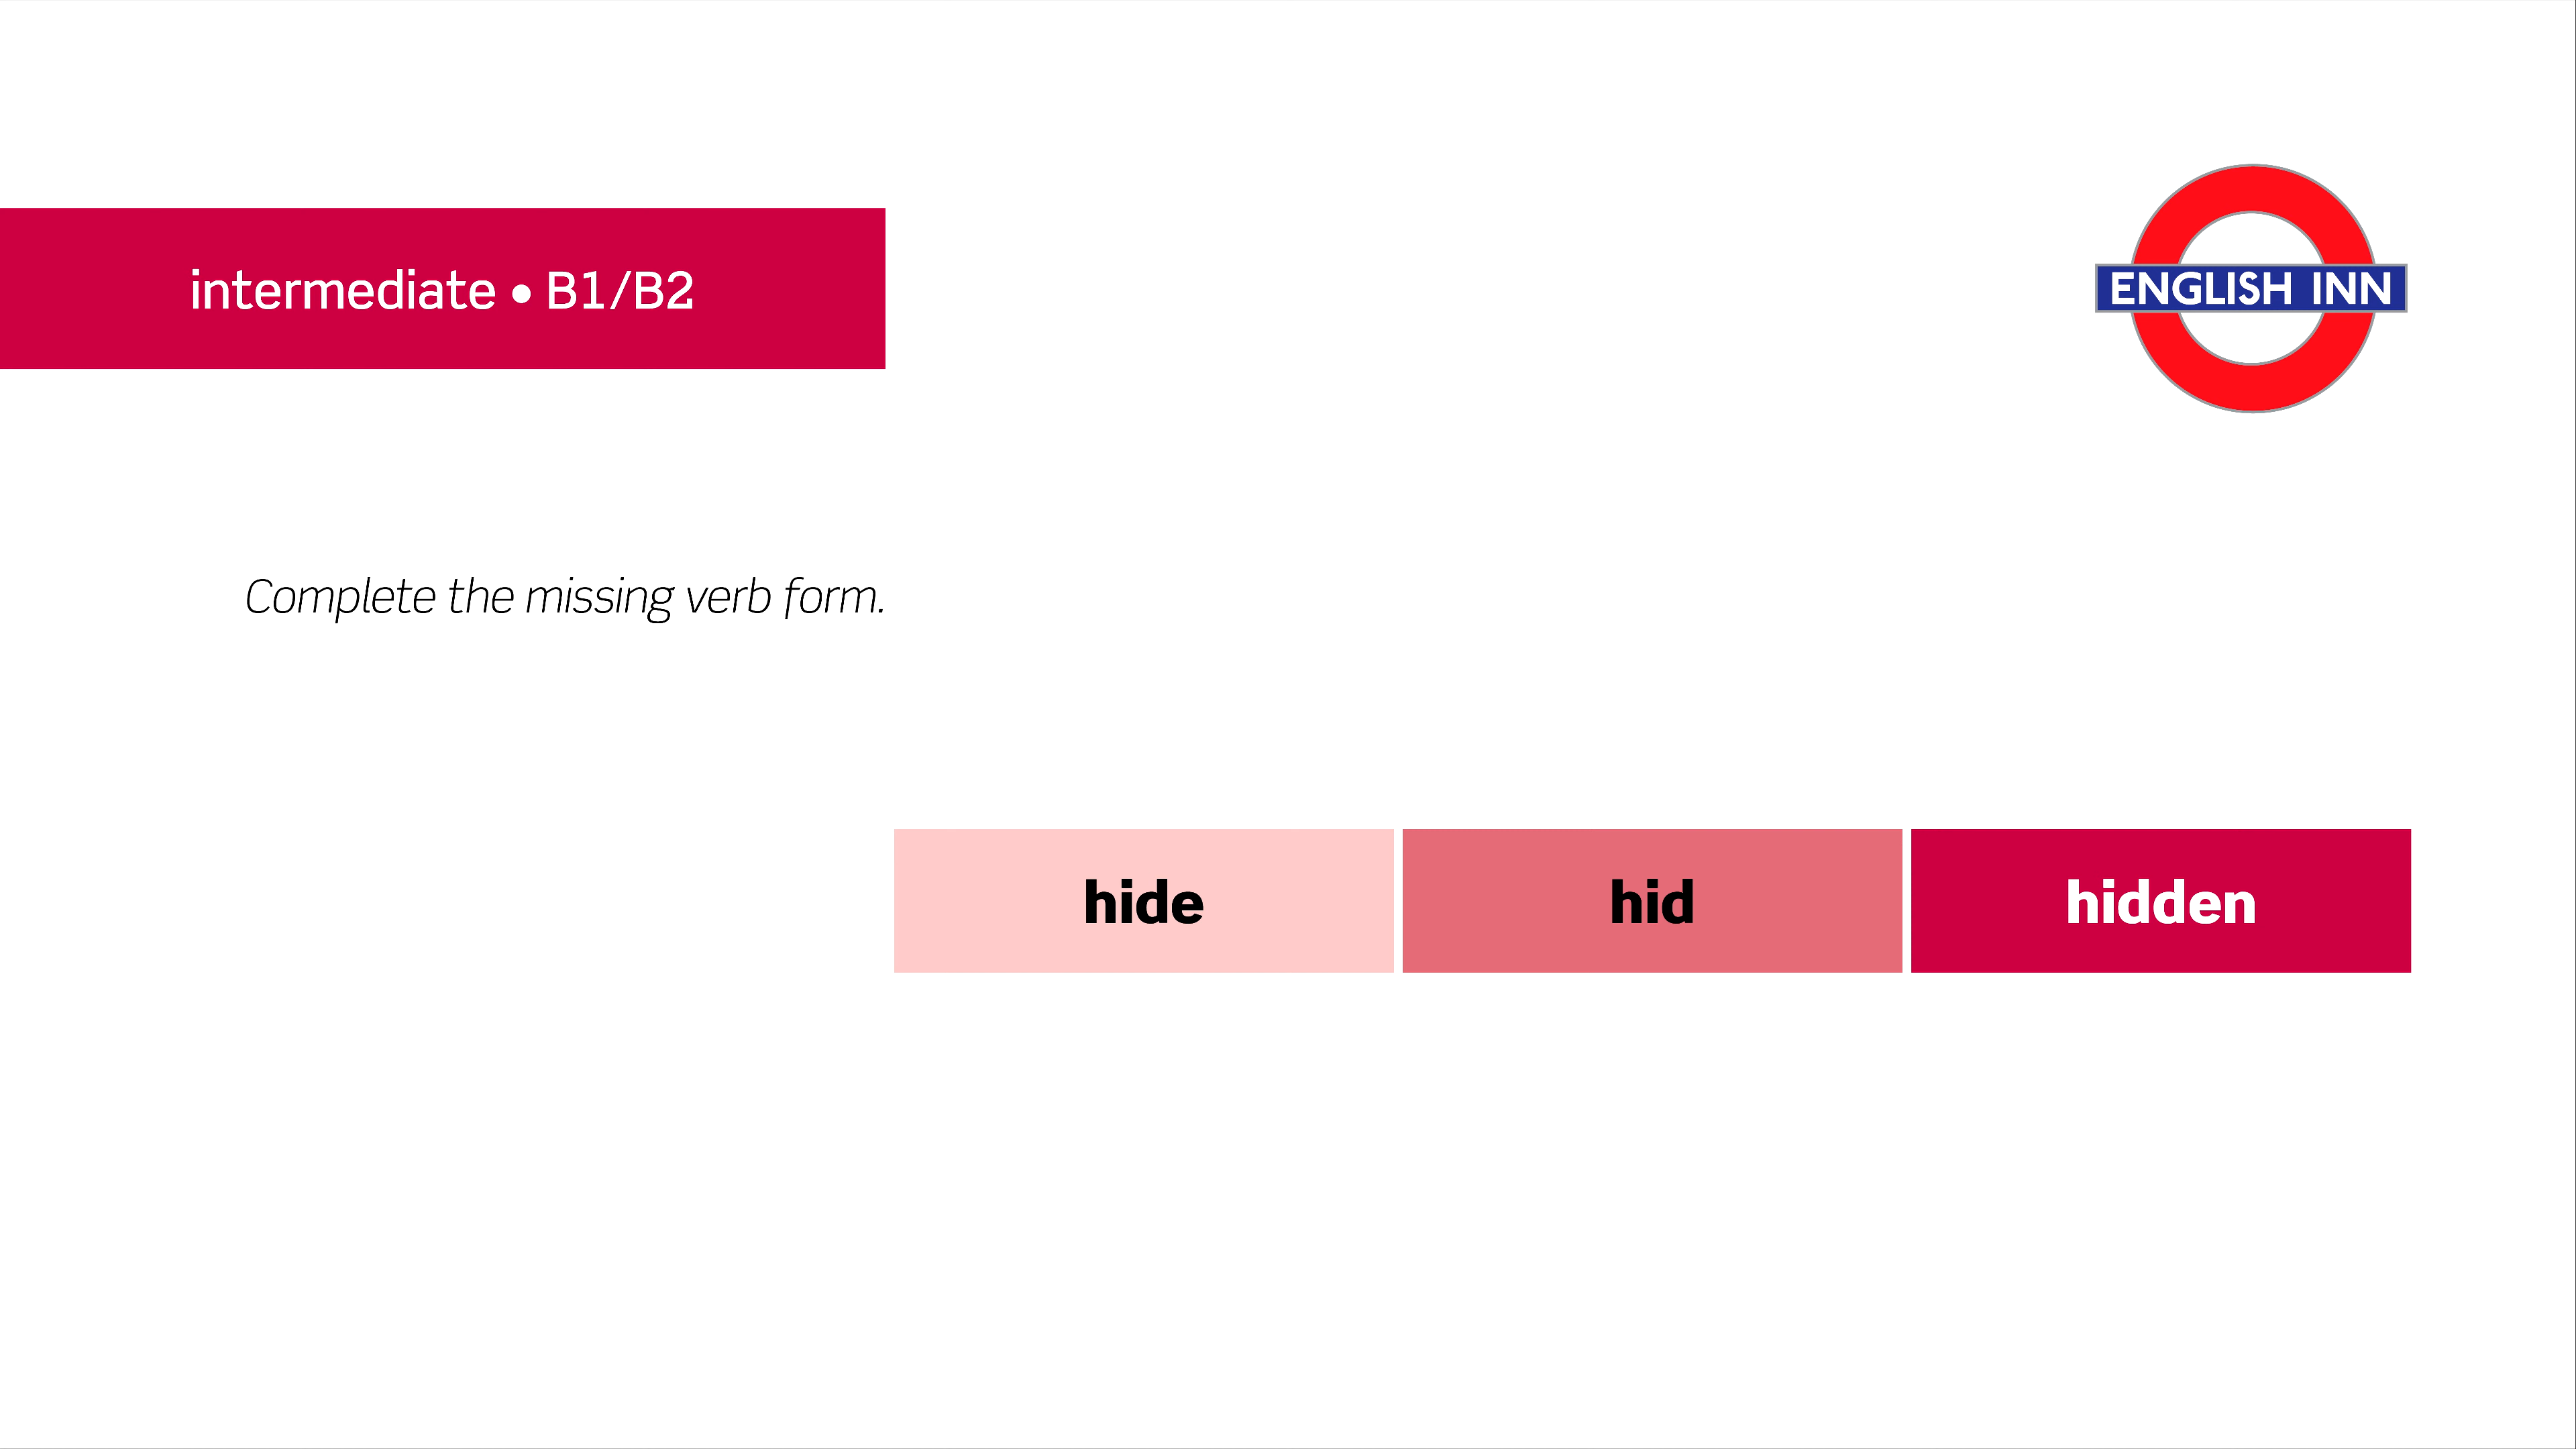 intermediate • B1/B2
ENGLISH INN
Complete the missing verb form.
hide hid hidden